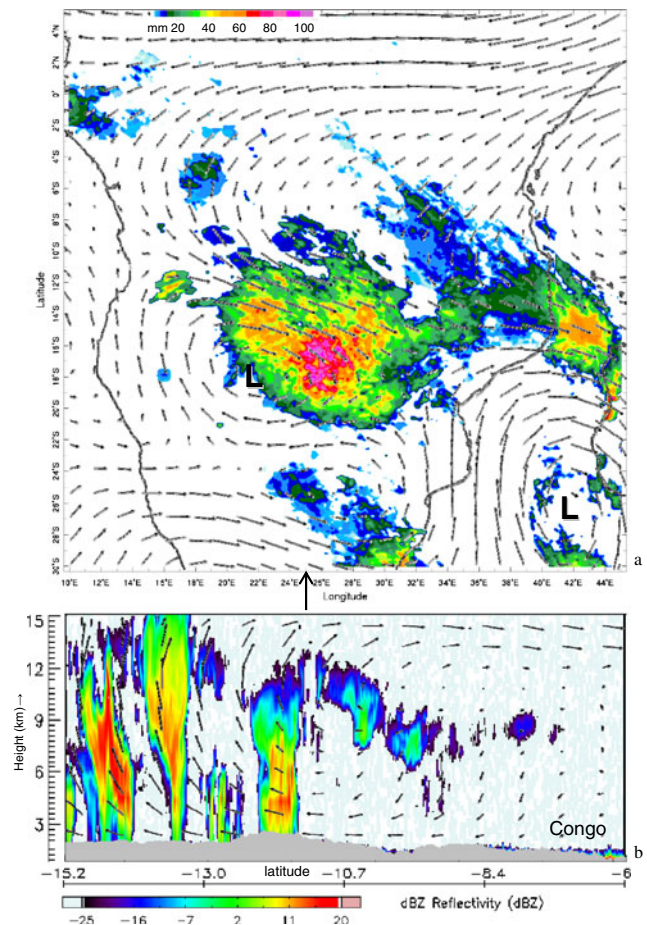 mm 20 40 60 80 100
4°N
2°N
0°
2°S
4°S
6°S
8°S
10°S
12°S
14°S
16°S
18°S
20°S
22°S
24°S
26°S
28°S
30°S
Latitude
L
L
a
10°E 12°E 14°E 16°E 18°E 20°E 22°E 24°E 26°E 28°E 30°E 32°E 34°E 36°E 38°E 40°E 42°E 44°E
Longitude
15
12
9
6
3
Height (km)→
Congo
b
−15.2 −13.0 −10.7 −8.4 −6
latitude
−25 −16 −7 2 11 20
dBZ Reflectivity (dBZ)